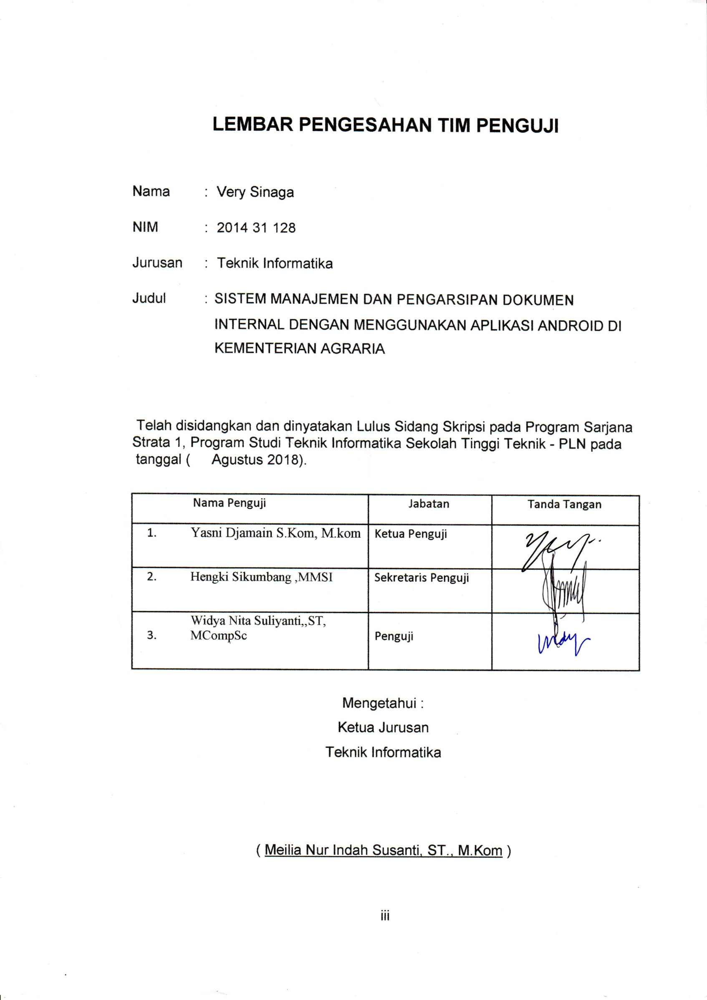 LEMBAR PENGESAHAN TIM PENGUJI
Nama : Very Sinaga
NIM : 2014 31 128
Jurusan : Teknik Informatika
Judul : SISTEM MANAJEMEN DAN PENGARSIPAN DOKUMEN
INTERNAL DENGAN MENGGUNAKAN APLIKASI ANDROID DI
KEMENTERIAN AGRARIA
Telah disidangkan dan dinyatakan Lulus Sidang Skripsi pada Program Sarjana
Strata 1, Program Studi Teknik Informatika Sekolah Tinggi Teknik - PLN pada
tanggal ( Agustus 2018).
Nama Penguji Jabatan Tanda Tangan
1. Yasni Djamain S.Kom, M.kom Ketua Penguji
2. Hengki Sikumbang ,MMSI Sekretaris Penguji
Widya Nita Suliyanti,,ST,
3. MCompSc Penguji
Mengetahui :
Ketua Jurusan
Teknik Informatika
( Meilia Nur Indah Susanti, ST., M.Kom )
iii